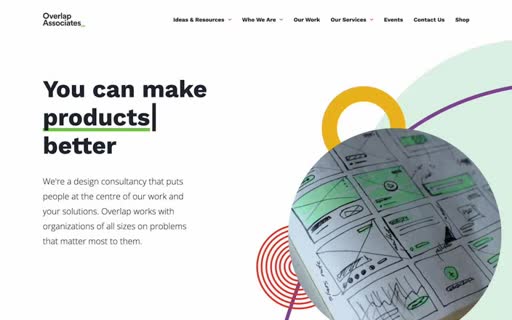 Overlap
Associates_
Ideas & Resources Who We Are Our Work Our Services Events Contact Us Shop
You can make
products
better
We're a design consultancy that puts
people at the centre of our work and
your solutions. Overlap works with
organizations of all sizes on problems
that matter most to them.